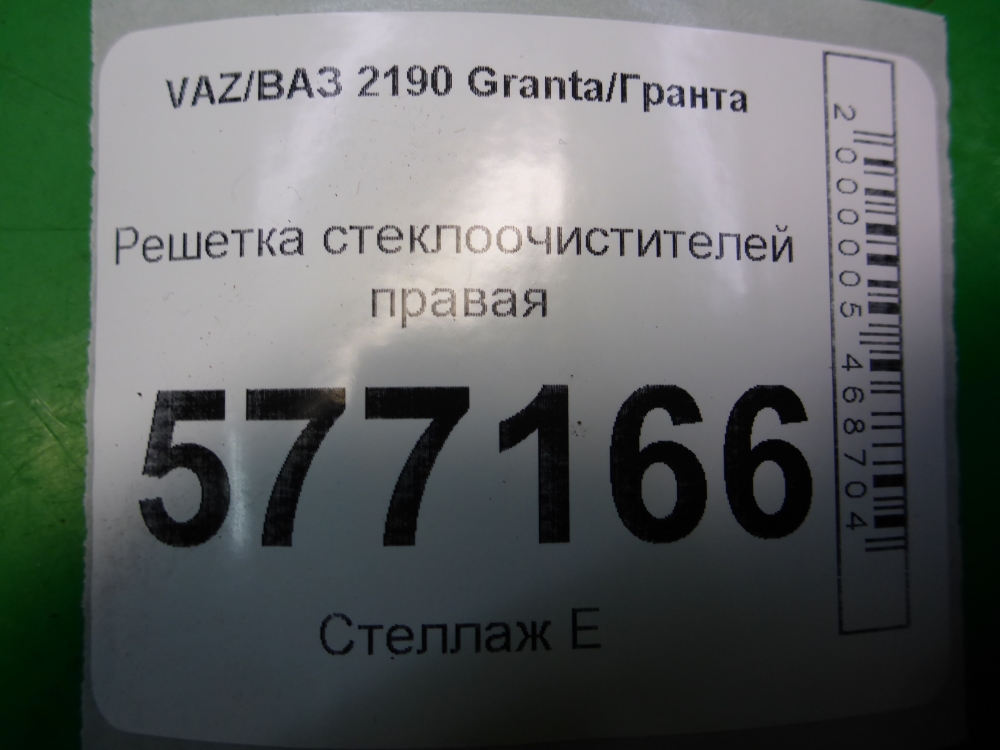 VAZ/ВАЗ 2190 Granta/Гранта
Решетка стеклоочистителей
правая
577166
Стеллаж E
2000005468704